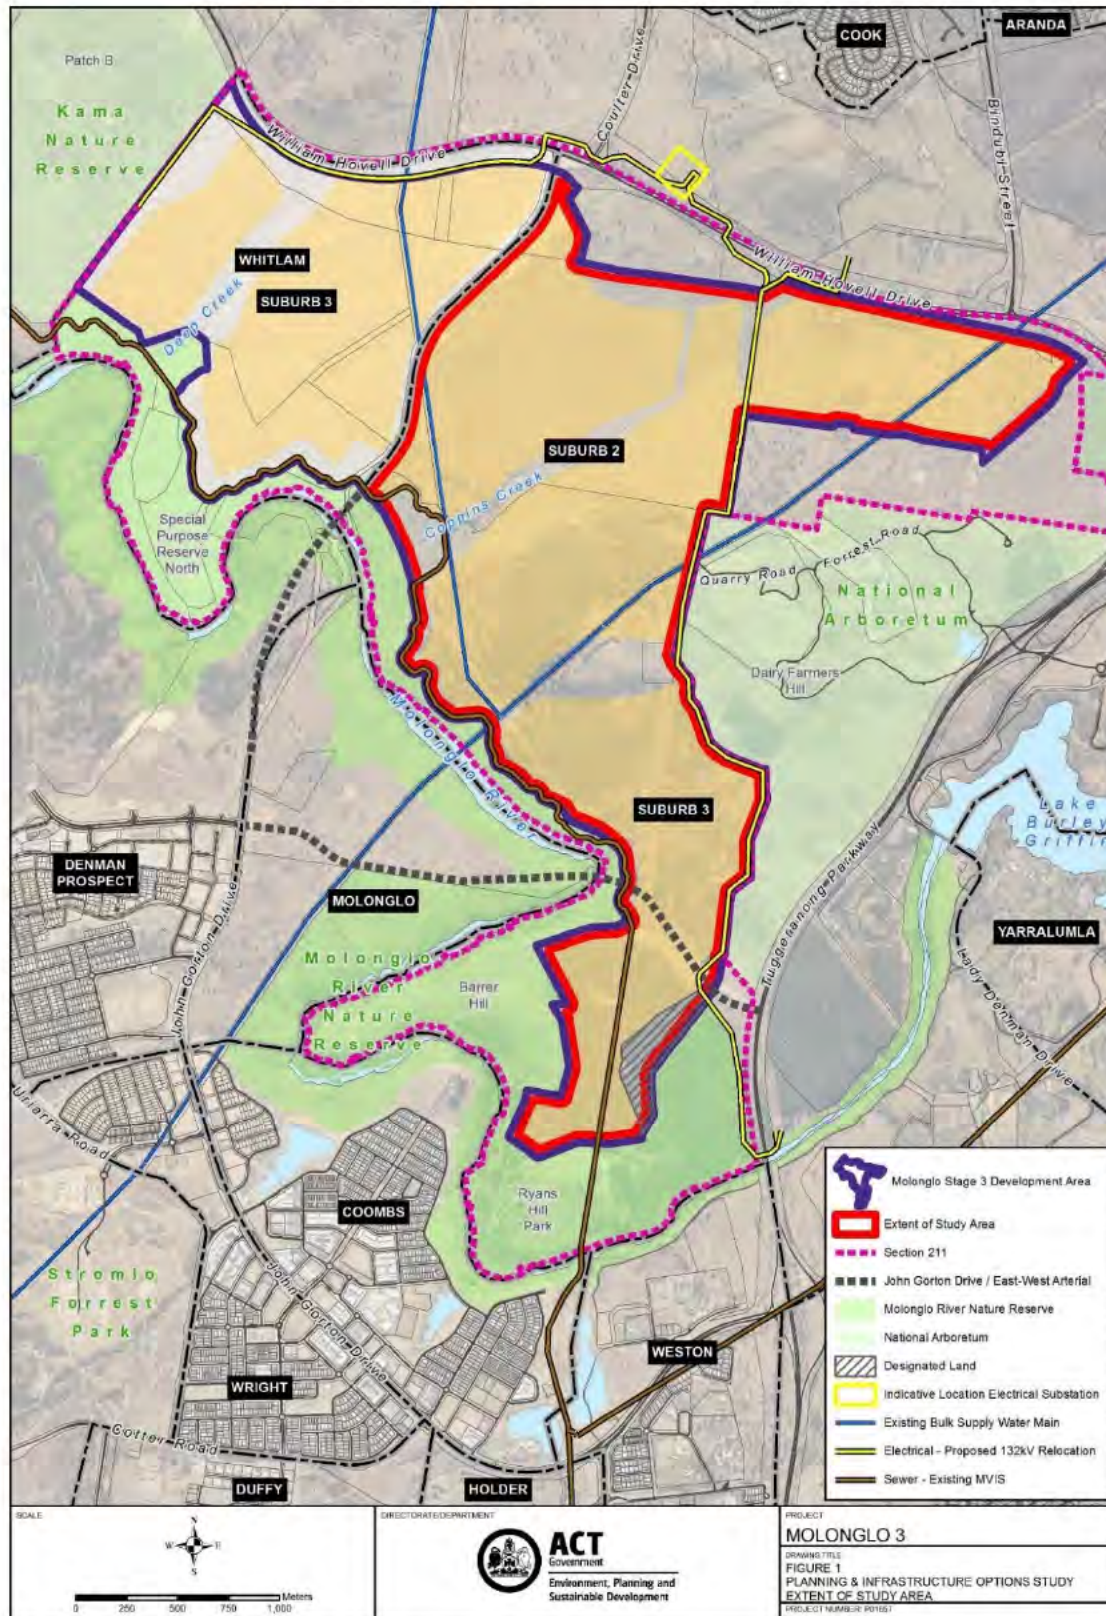 COOK
ARANDA
Patch B
Kama
Nature
Reserve
William Hovell Drive
Coulter Drive
Bindubi Street
WHITLAM
SUBURB 3
Deep Creek
William Hovell Drive
SUBURB 2
Coppins Creek
Special
Purpose
Reserve
North
Quarry Road
Forrest Road
National
Arboretum
Dairy Farmers
Hill
Molonglo River
SUBURB 3
Lake
Burley
Griffin
DENMAN
PROSPECT
MOLONGLO
Tuggeranong Parkway
YARRALUMLA
John Gorton Drive
Molonglo
River
Nature
Reserve
Barrer
Hill
Lady Denman Drive
Uriarra Road
Ryans
Hill
Park
COOMBS
Stromlo
Forrest
Park
John Gorton Drive
WESTON
WRIGHT
Cotter Road
DUFFY
HOLDER
Molonglo Stage 3 Development Area
Extent of Study Area
Section 211
John Gorton Drive / East-West Arterial
Molonglo River Nature Reserve
National Arboretum
Designated Land
Indicative Location Electrical Substation
Existing Bulk Supply Water Main
Electrical - Proposed 132kV Relocation
Sewer - Existing MVIS
SCALE
N
W E
S
Meters
0 250 500 750 1,000
DIRECTORATE/DEPARTMENT
ACT
Government
Environment, Planning and
Sustainable Development
PROJECT
MOLONGLO 3
DRAWING TITLE
FIGURE 1
PLANNING & INFRASTRUCTURE OPTIONS STUDY
EXTENT OF STUDY AREA
PROJECT NUMBER: